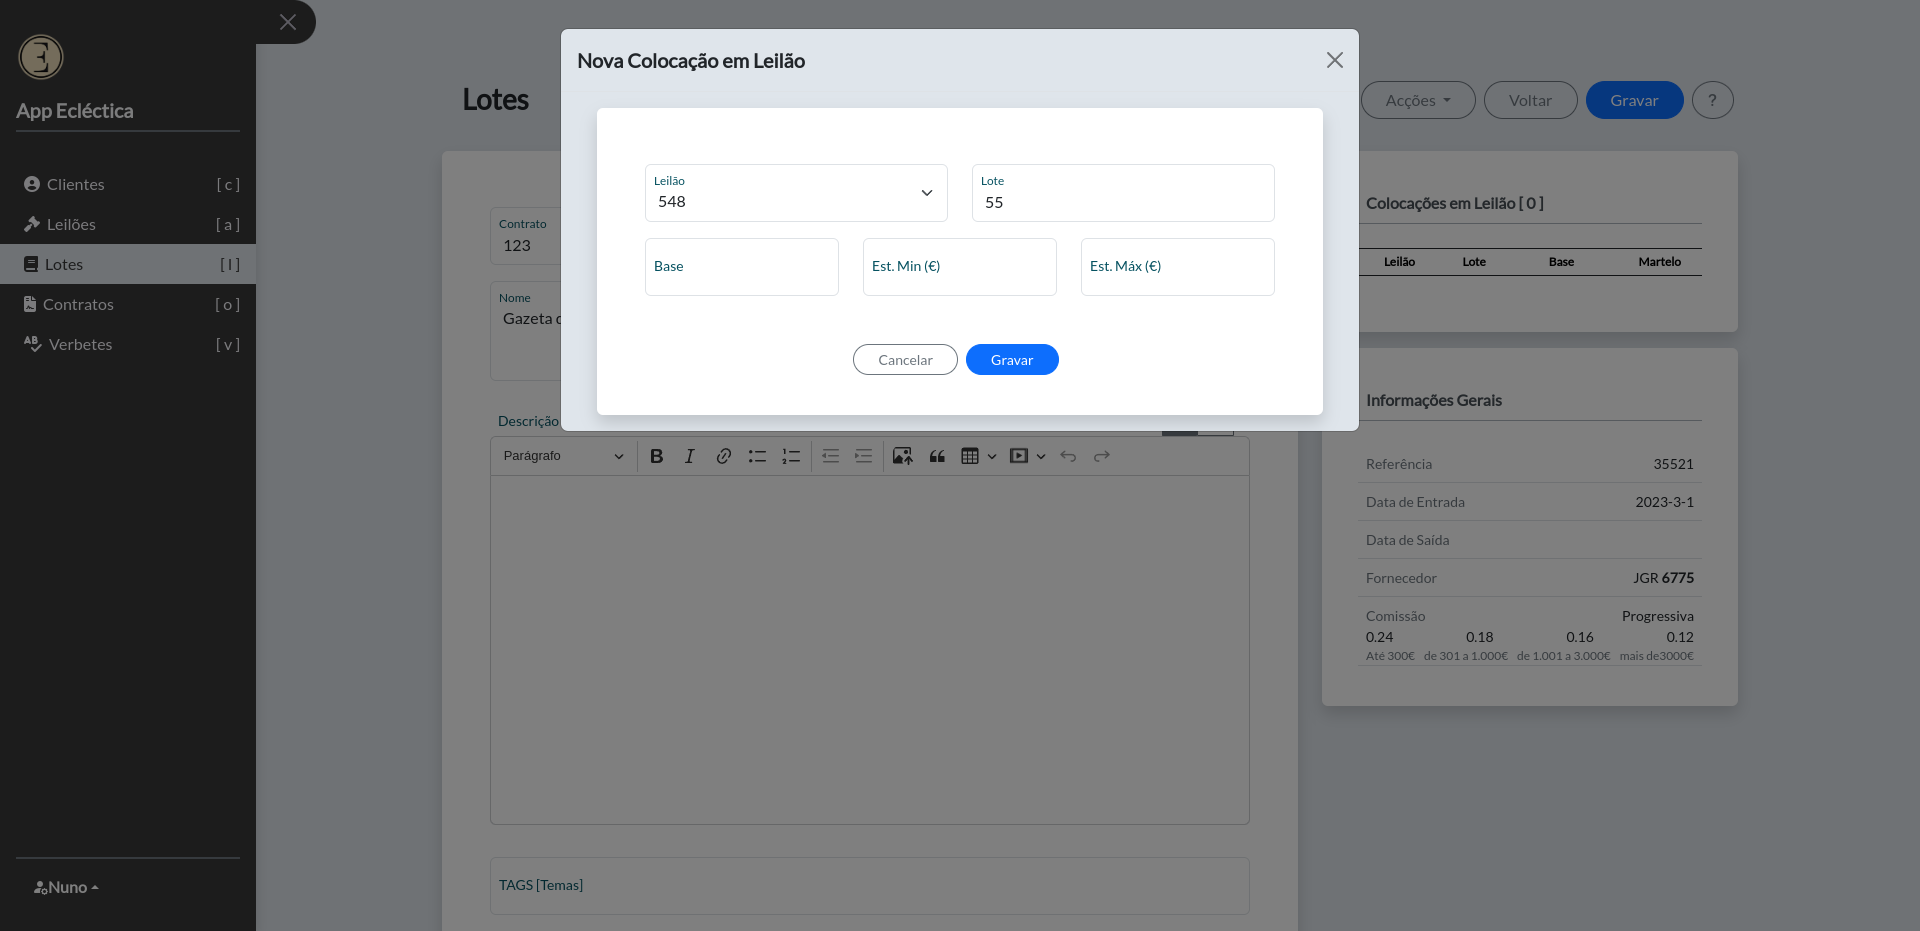 App Ecléctica
Clientes [ c ]
Leilões [ a ]
Lotes [ l ]
Contratos [ o ]
Verbetes [ v ]
Nuno
Lotes
Acções
Voltar
Gravar
?
Nova Colocação em Leilão
Leilão
548
Lote
55
Base
Est. Min (€)
Est. Máx (€)
Cancelar
Gravar
Contrato
123
Nome
Gazeta
Descrição
Parágrafo
TAGS [Temas]
Colocações em Leilão [ 0 ]
Leilão Lote Base Martelo
Informações Gerais
Referência 35521
Data de Entrada 2023-3-1
Data de Saída
Fornecedor JGR 6775
Comissão Progressiva
0.24 0.18 0.16 0.12
Até 300€ de 301 a 1.000€ de 1.001 a 3.000€ mais de3000€